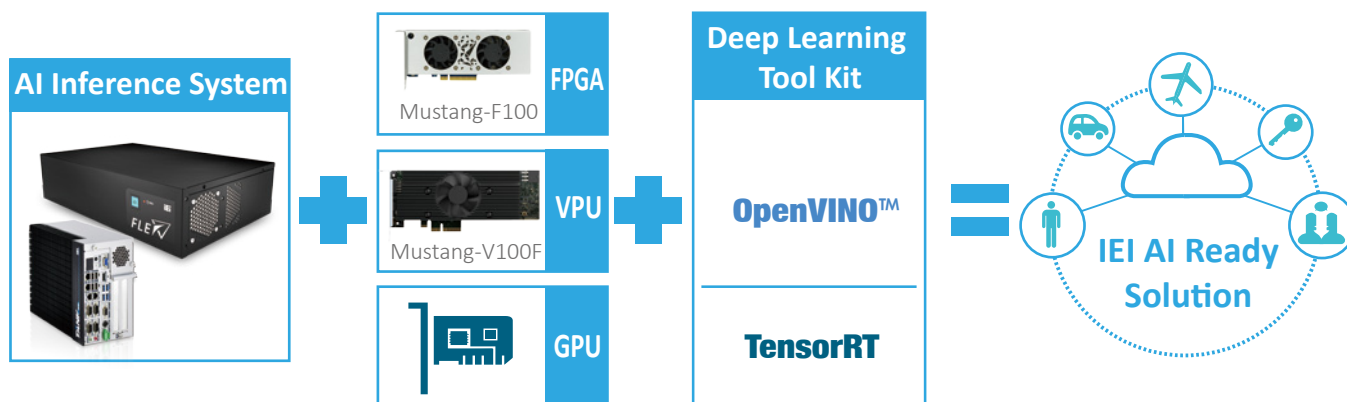 AI Inference System
FLEX
Mustang-F100
FPGA
Mustang-V100F
VPU
GPU
Deep Learning
Tool Kit
OpenVINO™
TensorRT
IEI AI Ready
Solution